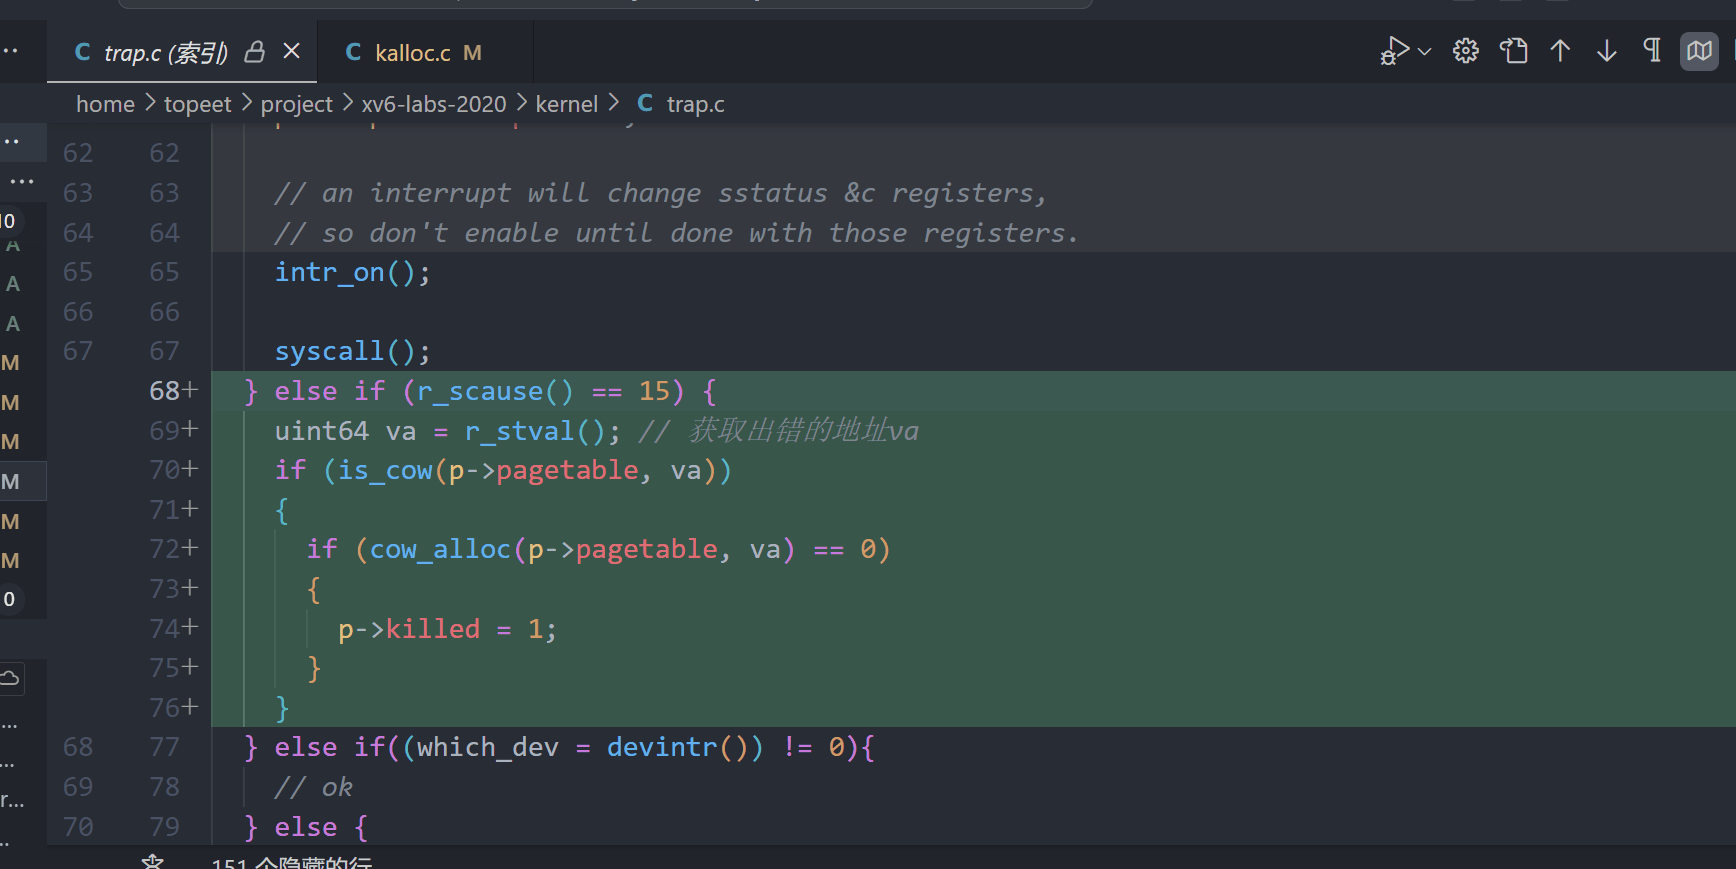 C trap.c (索引) C kalloc.c M
home > topeet > project > xv6-labs-2020 > kernel > C trap.c
62 62
63 63 // an interrupt will change sstatus &c registers,
64 64 // so don't enable until done with those registers.
65 65 intr_on();
66 66
67 67 syscall();
68+ } else if (r_scause() == 15) {
69+ uint64 va = r_stval(); // 获取出错的地址va
70+ if (is_cow(p->pagetable, va))
71+ {
72+ if (cow_alloc(p->pagetable, va) == 0)
73+ {
74+ p->killed = 1;
75+ }
76+ }
68 77 } else if((which_dev = devintr()) != 0){
69 78 // ok
70 79 } else {
151 个隐藏的行
10
A
A
A
M
M
M
M
M
M
0
r...